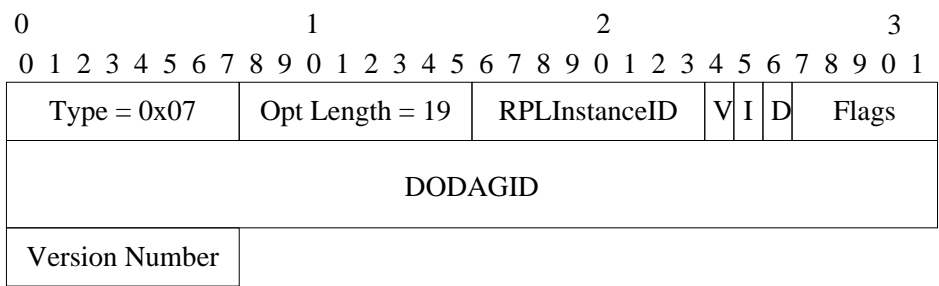 0 1 2 3
0 1 2 3 4 5 6 7 8 9 0 1 2 3 4 5 6 7 8 9 0 1 2 3 4 5 6 7 8 9 0 1
Type = 0x07 Opt Length = 19 RPLInstanceID V I D Flags
DODAGID
Version Number